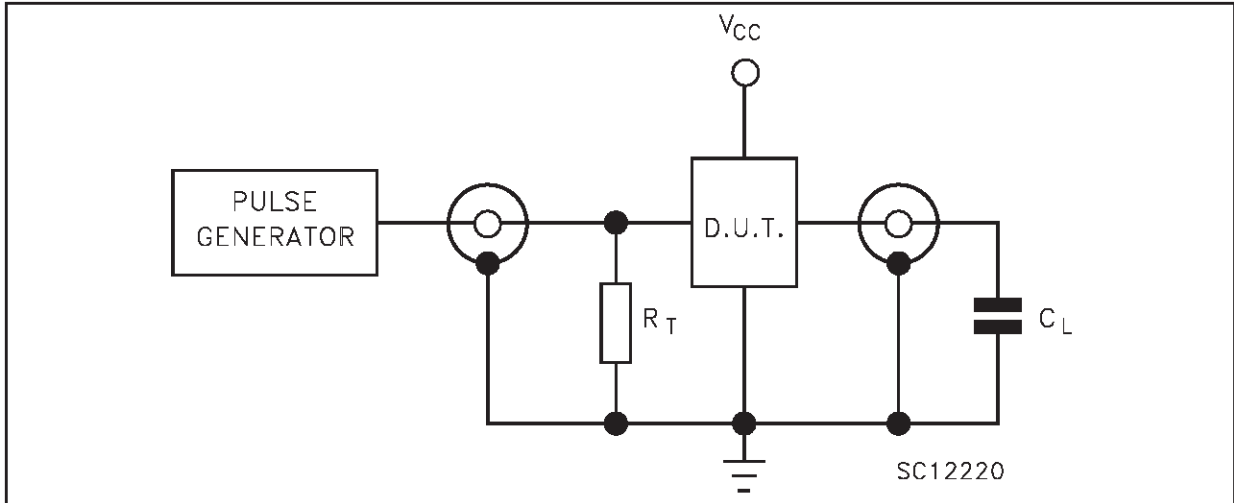 VCC
PULSE
GENERATOR
D.U.T.
RT
CL
SC12220